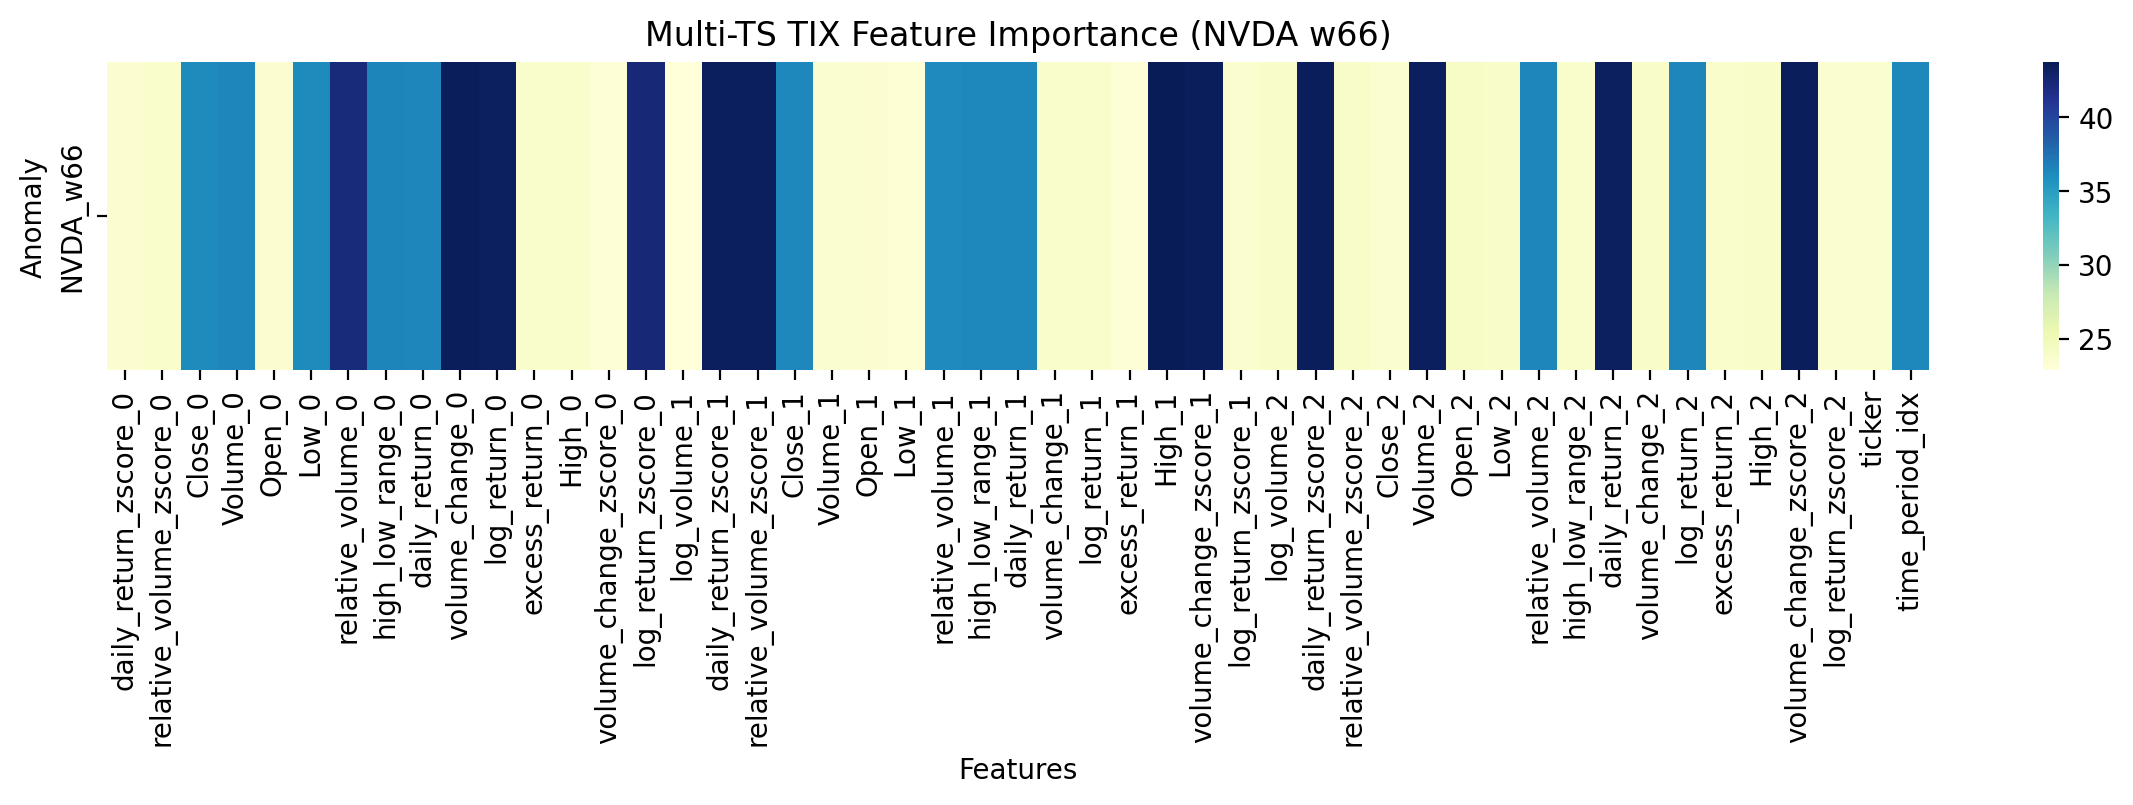 Multi-TS TIX Feature Importance (NVDA w66)
Anomaly
NVDA_w66
40
35
30
25
daily_return_zscore_0
relative_volume_zscore_0
Close_0
Volume_0
Open_0
Low_0
relative_volume_0
high_low_range_0
daily_return_0
volume_change_0
log_return_0
excess_return_0
High_0
volume_change_zscore_0
log_return_zscore_0
log_volume_1
daily_return_zscore_1
relative_volume_zscore_1
Close_1
Volume_1
Open_1
Low_1
relative_volume_1
high_low_range_1
daily_return_1
volume_change_1
log_return_1
excess_return_1
High_1
volume_change_zscore_1
log_return_zscore_1
log_volume_2
daily_return_zscore_2
relative_volume_zscore_2
Close_2
Volume_2
Open_2
Low_2
relative_volume_2
high_low_range_2
daily_return_2
volume_change_2
log_return_2
excess_return_2
High_2
volume_change_zscore_2
log_return_zscore_2
ticker
time_period_idx
Features